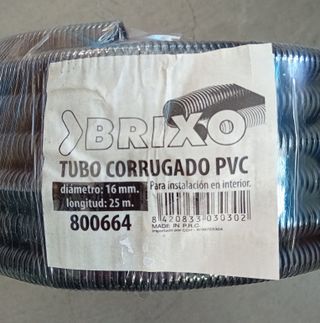 BRIXO
TUBO CORRUGADO PVC
diámetro: 16 mm.
longitud: 25 m.
Para instalación en interior.
800664
8 420833 030302
MADE IN P.R.C.